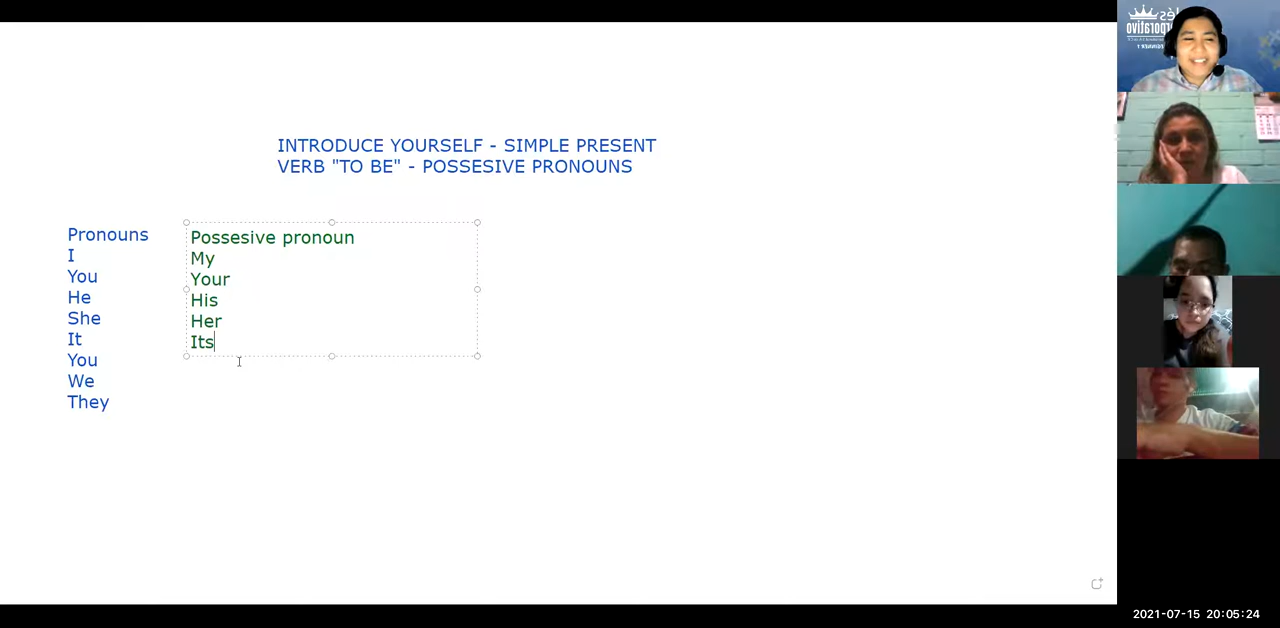 INTRODUCE YOURSELF - SIMPLE PRESENT
VERB "TO BE" - POSSESIVE PRONOUNS
Pronouns
I
You
He
She
It
You
We
They
Possesive pronoun
My
Your
His
Her
Its
2021-07-15 20:05:24